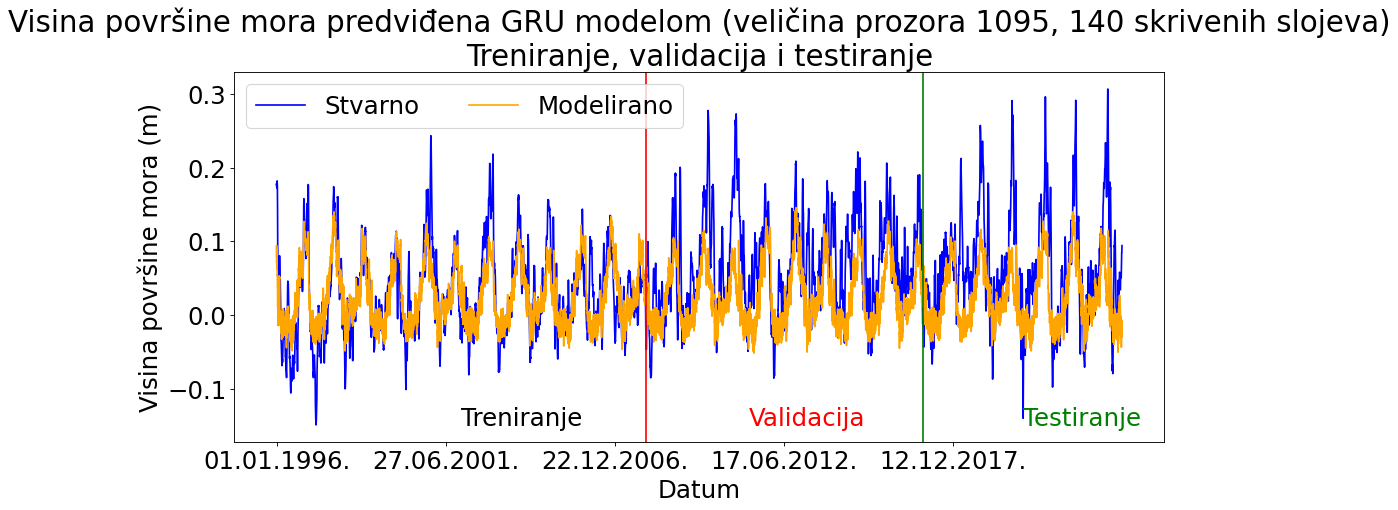 Visina površine mora predviđena GRU modelom (veličina prozora 1095, 140 skrivenih slojeva)
Treniranje, validacija i testiranje
Stvarno
Modelirano
Visina površine mora (m)
0.3
0.2
0.1
0.0
−0.1
Treniranje
Validacija
Testiranje
01.01.1996.
27.06.2001.
22.12.2006.
17.06.2012.
12.12.2017.
Datum